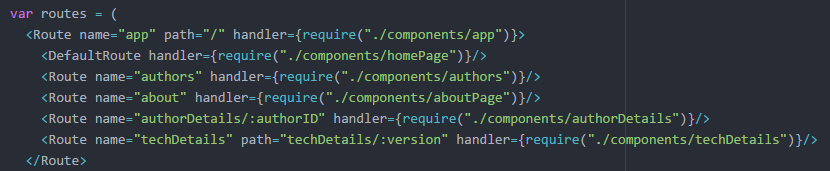 var routes = (
<Route name="app" path="/" handler={require("./components/app")}>
<DefaultRoute handler={require("./components/homePage")}/>
<Route name="authors" handler={require("./components/authors")}/>
<Route name="about" handler={require("./components/aboutPage")}/>
<Route name="authorDetails/:authorID" handler={require("./components/authorDetails")}/>
<Route name="techDetails" path="techDetails/:version" handler={require("./components/techDetails")}/>
</Route>